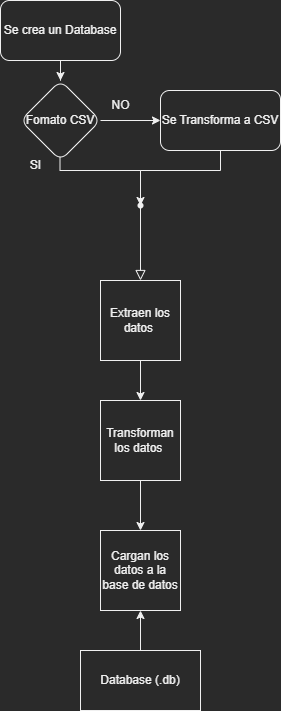 Se crea un Database
Fomato CSV
NO
Se Transforma a CSV
SI
Extraen los
datos
Transforman
los datos
Cargan los
datos a la
base de datos
Database (.db)